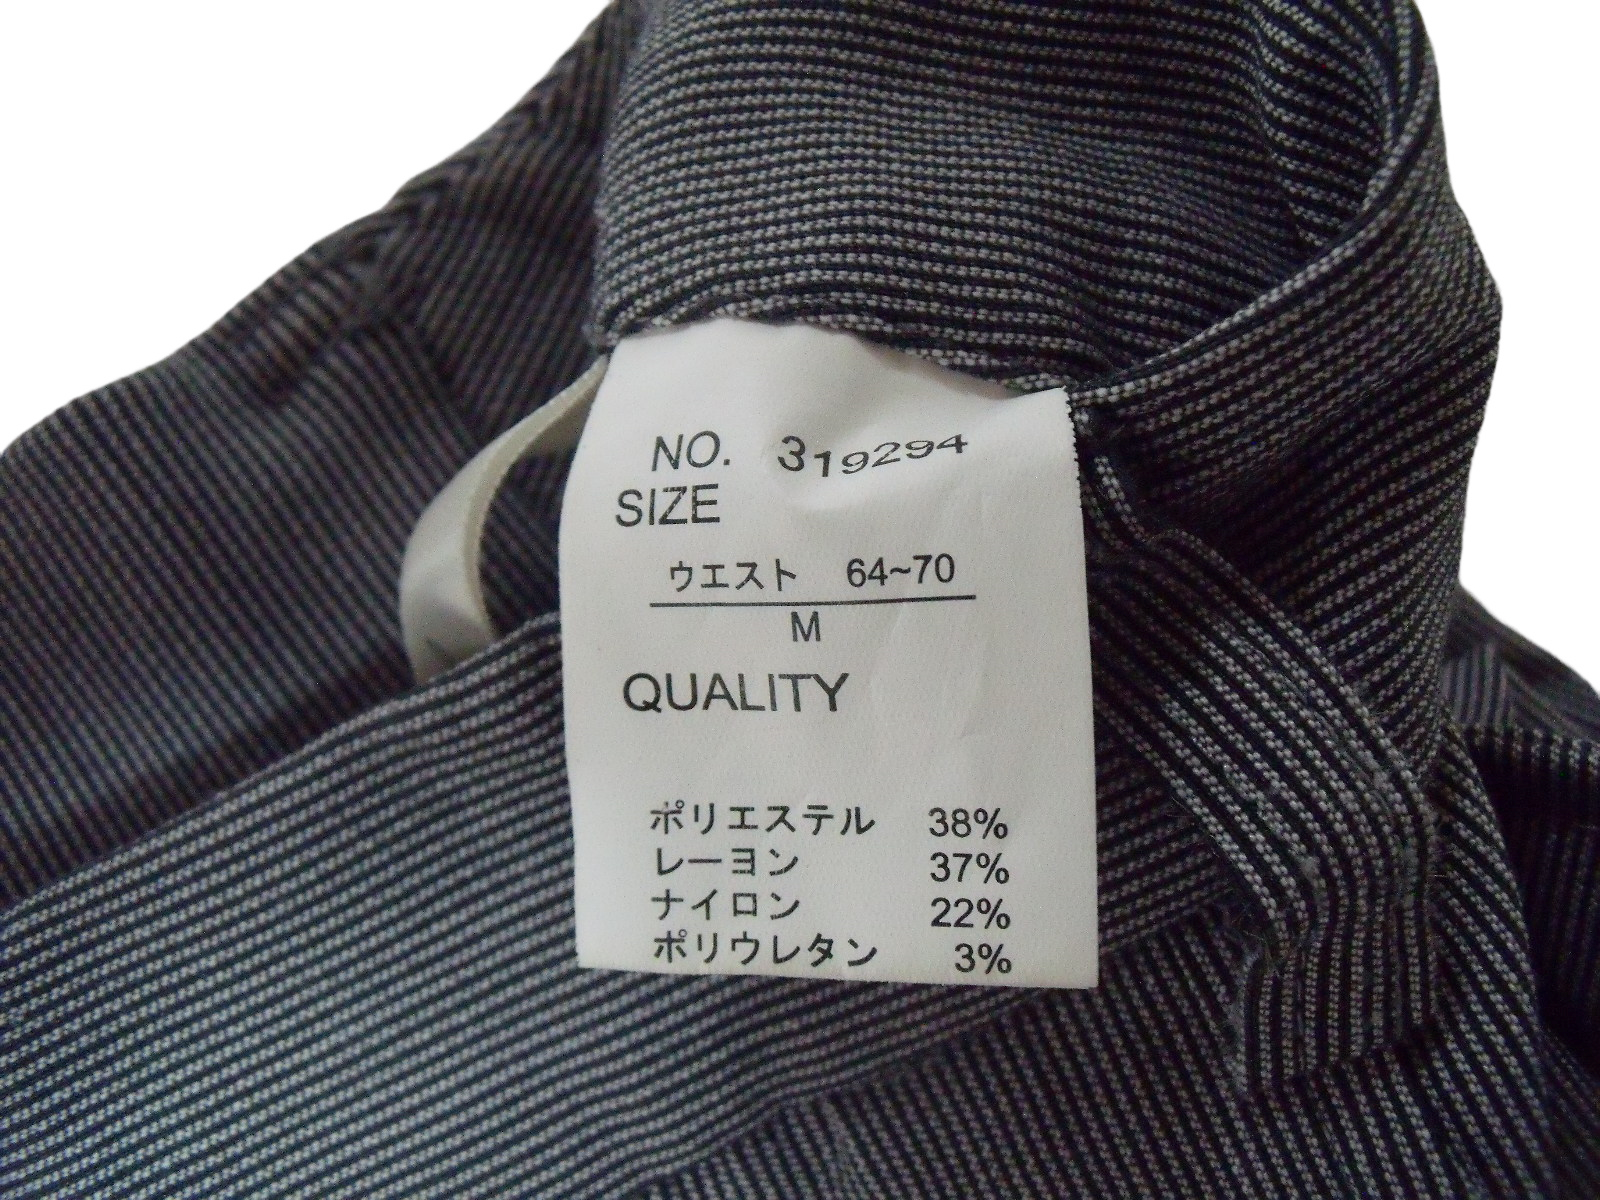 NO. 319294
SIZE
ウエスト 64~70
M
QUALITY
ポリエステル 38%
レーヨン 37%
ナイロン 22%
ポリウレタン 3%